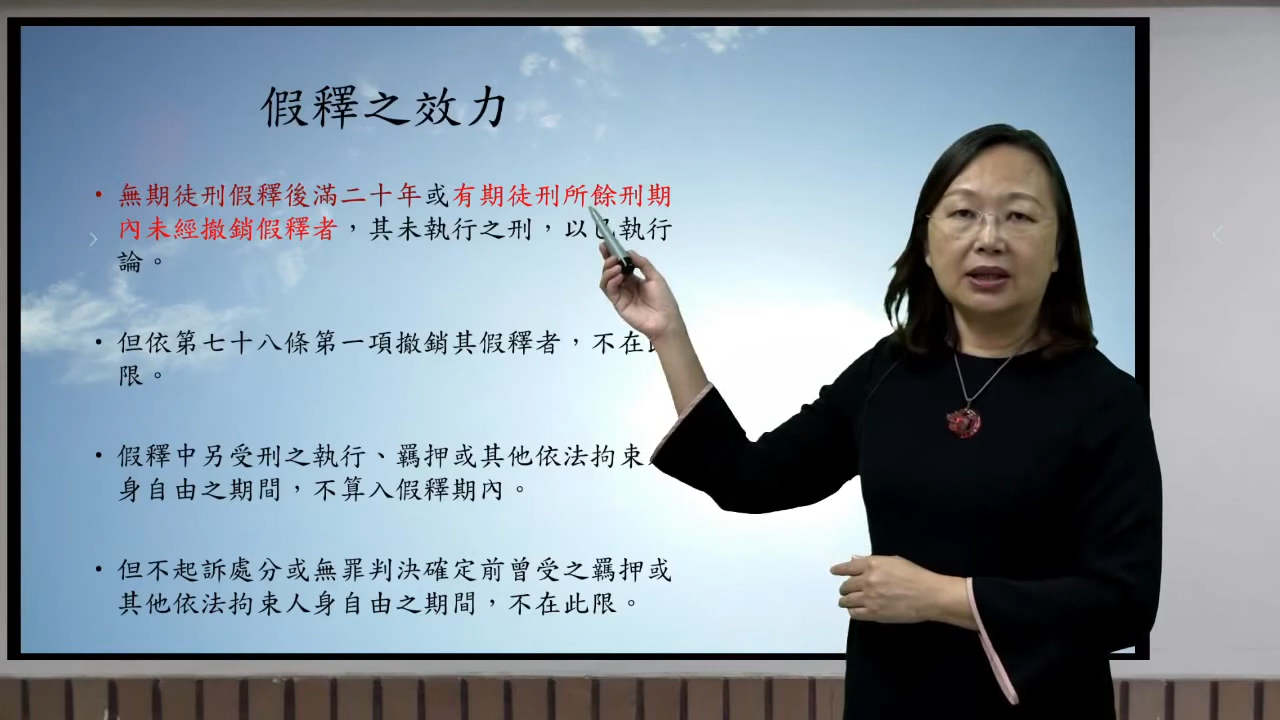 假釋之效力
• 無期徒刑假釋後滿二十年或有期徒刑所餘刑期
內未經撤銷假釋者，其未執行之刑，以已執行
論。
• 但依第七十八條第一項撤銷其假釋者，不在此
限。
• 假釋中另受刑之執行、羈押或其他依法拘束
身自由之期間，不算入假釋期內。
• 但不起訴處分或無罪判決確定前曾受之羈押或
其他依法拘束人身自由之期間，不在此限。